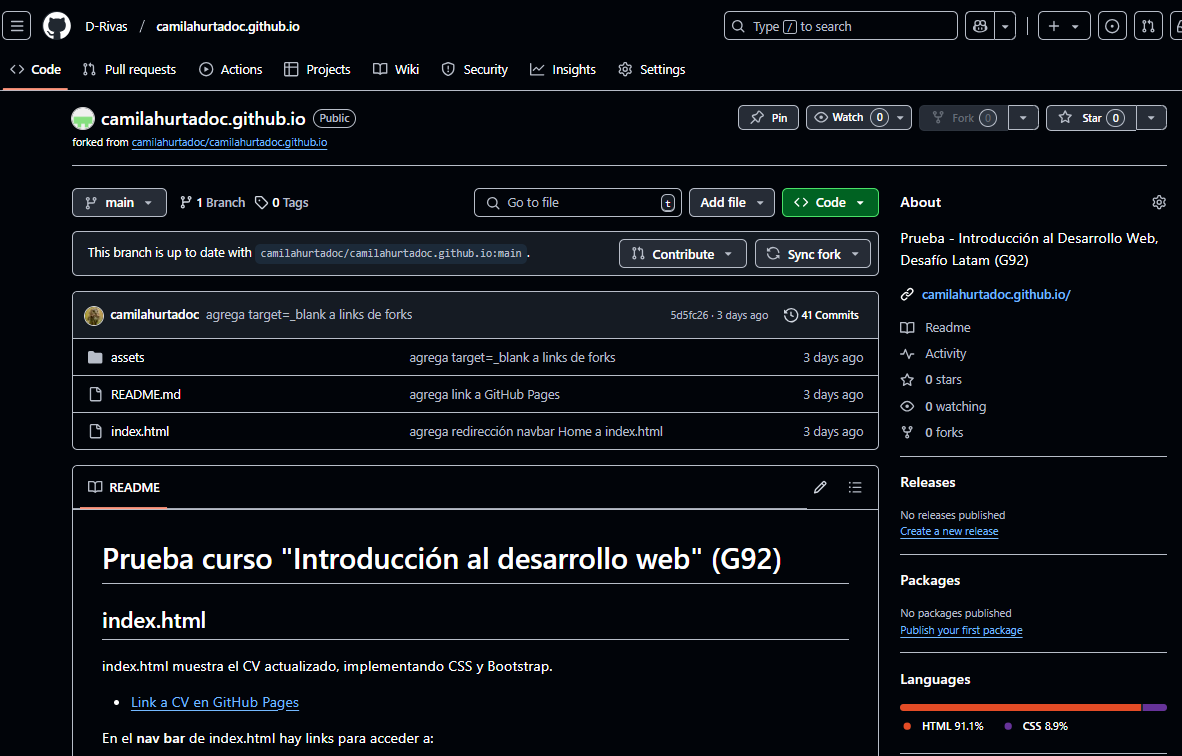 D-Rivas / camilahurtadoc.github.io
Type / to search
Code Pull requests Actions Projects Wiki Security Insights Settings
camilahurtadoc.github.io Public
Pin Watch 0 Fork 0 Star 0
forked from camilahurtadoc/camilahurtadoc.github.io
main 1 Branch 0 Tags
Go to file t
Add file Code
This branch is up to date with camilahurtadoc/camilahurtadoc.github.io:main .
Contribute Sync fork
camilahurtadoc agrega target=_blank a links de forks 5d5fc26 · 3 days ago 41 Commits
assets agrega target=_blank a links de forks 3 days ago
README.md agrega link a GitHub Pages 3 days ago
index.html agrega redirección navbar Home a index.html 3 days ago
README
Prueba curso "Introducción al desarrollo web" (G92)
index.html
index.html muestra el CV actualizado, implementando CSS y Bootstrap.
• Link a CV en GitHub Pages
En el nav bar de index.html hay links para acceder a:
About
Prueba - Introducción al Desarrollo Web,
Desafío Latam (G92)
camilahurtadoc.github.io/
Readme
Activity
0 stars
0 watching
0 forks
Releases
No releases published
Create a new release
Packages
No packages published
Publish your first package
Languages
HTML 91.1% CSS 8.9%